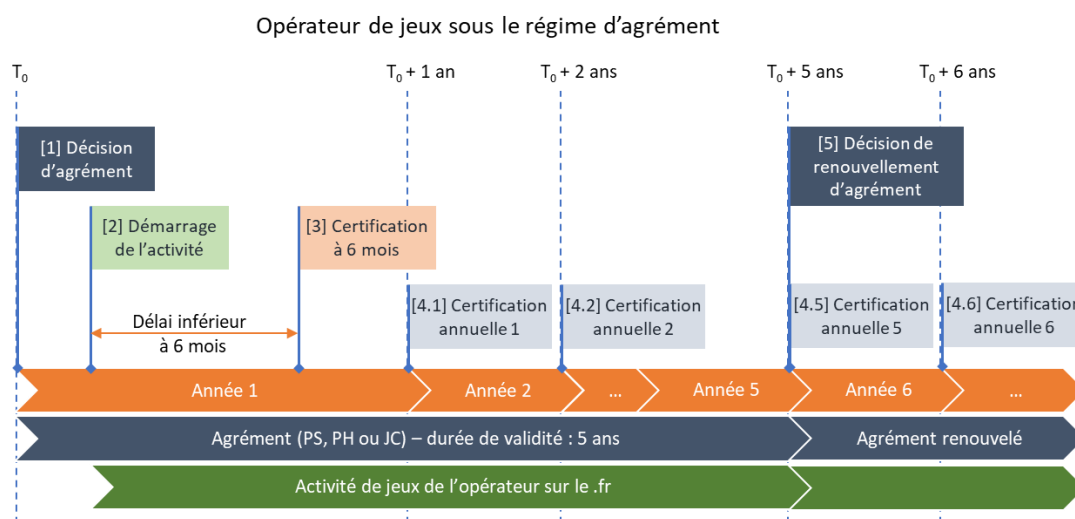 Opérateur de jeux sous le régime d’agrément
T0
T0 + 1 an
T0 + 2 ans
T0 + 5 ans
T0 + 6 ans
[1] Décision
d’agrément
[5] Décision de
renouvellement
d’agrément
[2] Démarrage
de l’activité
[3] Certification
à 6 mois
[4.1] Certification
annuelle 1
[4.2] Certification
annuelle 2
[4.5] Certification
annuelle 5
[4.6] Certification
annuelle 6
Délai inférieur
à 6 mois
Année 1
Année 2
...
Année 5
Année 6
...
Agrément (PS, PH ou JC) – durée de validité : 5 ans
Agrément renouvelé
Activité de jeux de l’opérateur sur le .fr